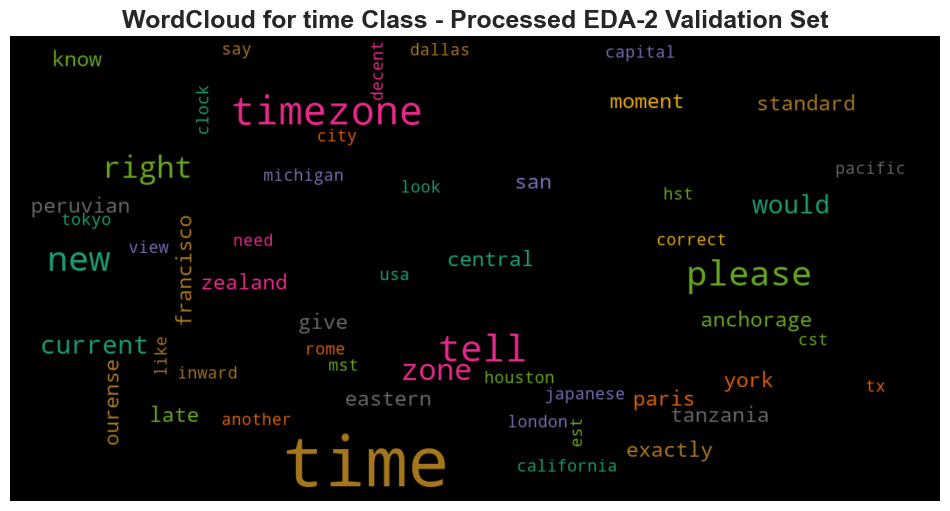 WordCloud for time Class - Processed EDA-2 Validation Set
know
say
decent
dallas
capital
clock
timezone
moment
standard
city
right
michigan
look
san
pacific
hst
peruvian
tokyo
would
view
need
francisco
correct
new
central
usa
zealand
please
give
anchorage
current
like
rome
tell
cst
mst
zone
inward
houston
york
tx
ourense
eastern
japanese
paris
late
another
london
est
tanzania
exactly
time
california